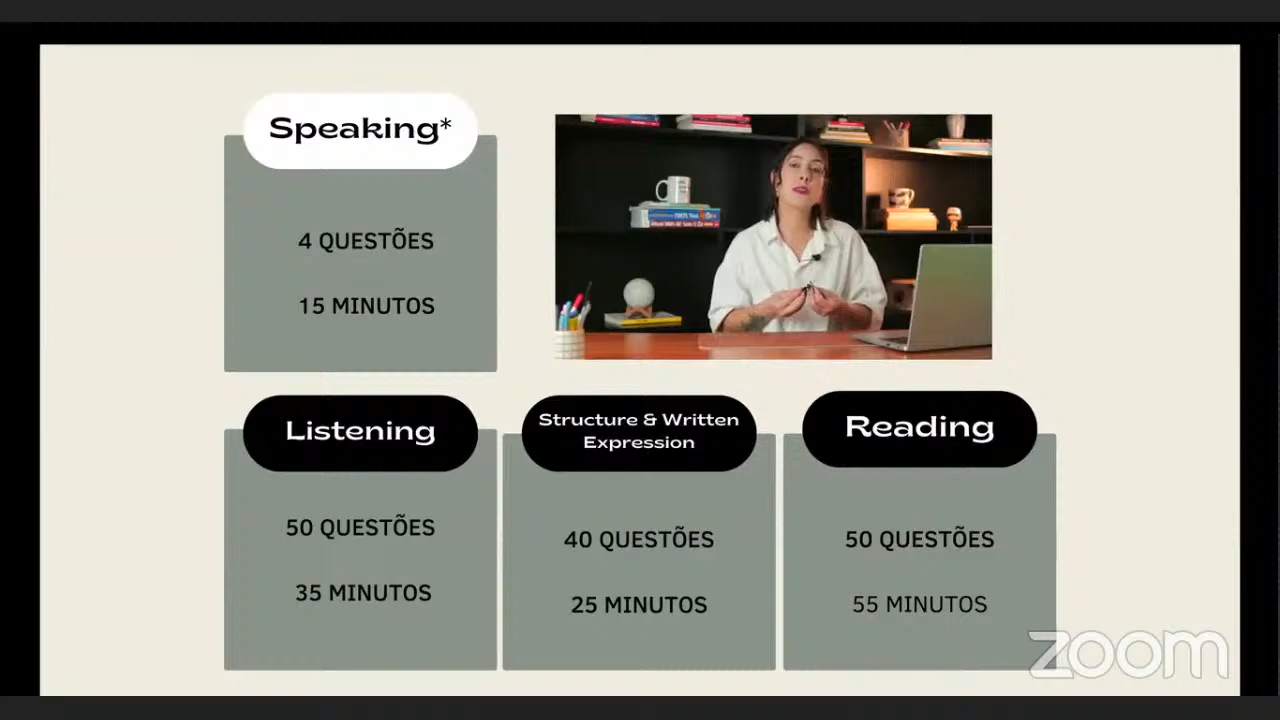 Speaking*
4 QUESTÕES
15 MINUTOS
Listening
50 QUESTÕES
35 MINUTOS
Structure & Written
Expression
40 QUESTÕES
25 MINUTOS
Reading
50 QUESTÕES
55 MINUTOS
zoom